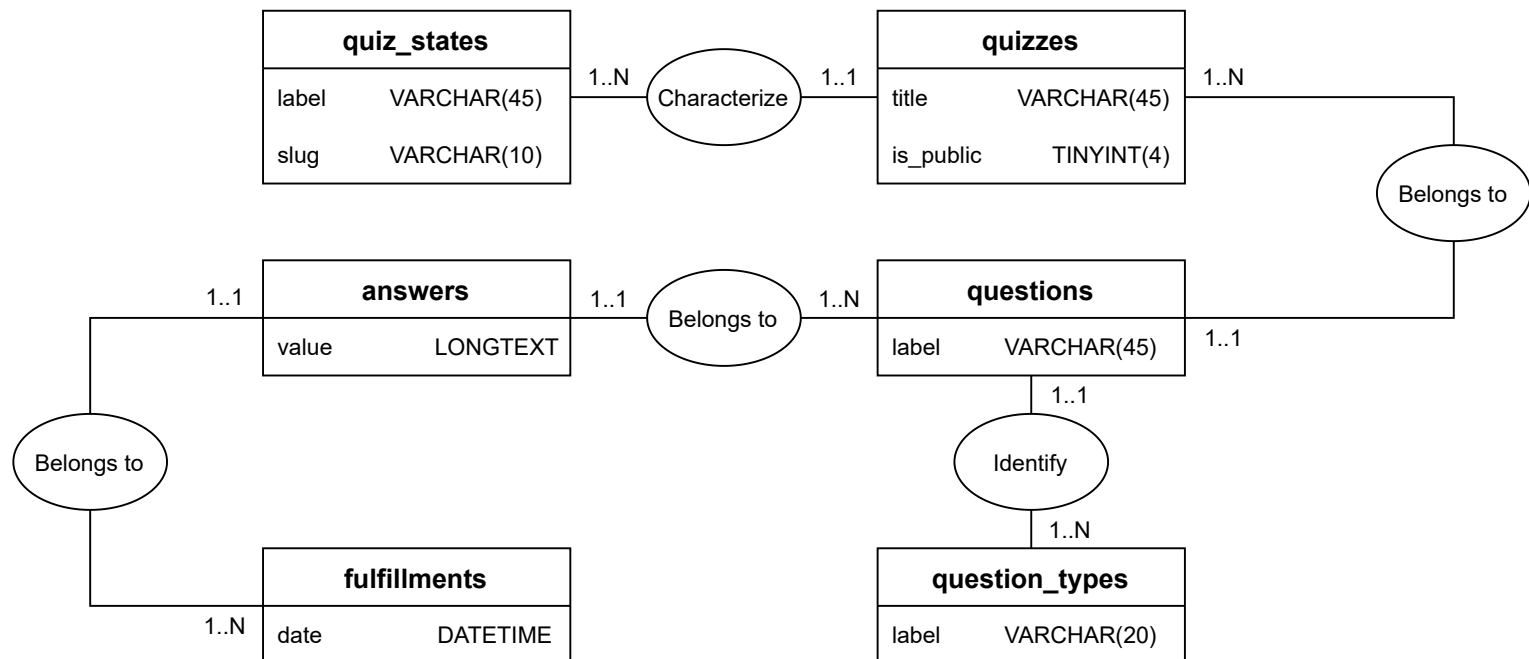 quiz_states
label VARCHAR(45)
slug VARCHAR(10)
1..N
Characterize
1..1
quizzes
title VARCHAR(45)
is_public TINYINT(4)
1..N
Belongs to
1..1
answers
value LONGTEXT
1..1
Belongs to
1..N
questions
label VARCHAR(45)
1..1
1..1
Belongs to
Identify
1..N
1..N
fulfillments
date DATETIME
question_types
label VARCHAR(20)